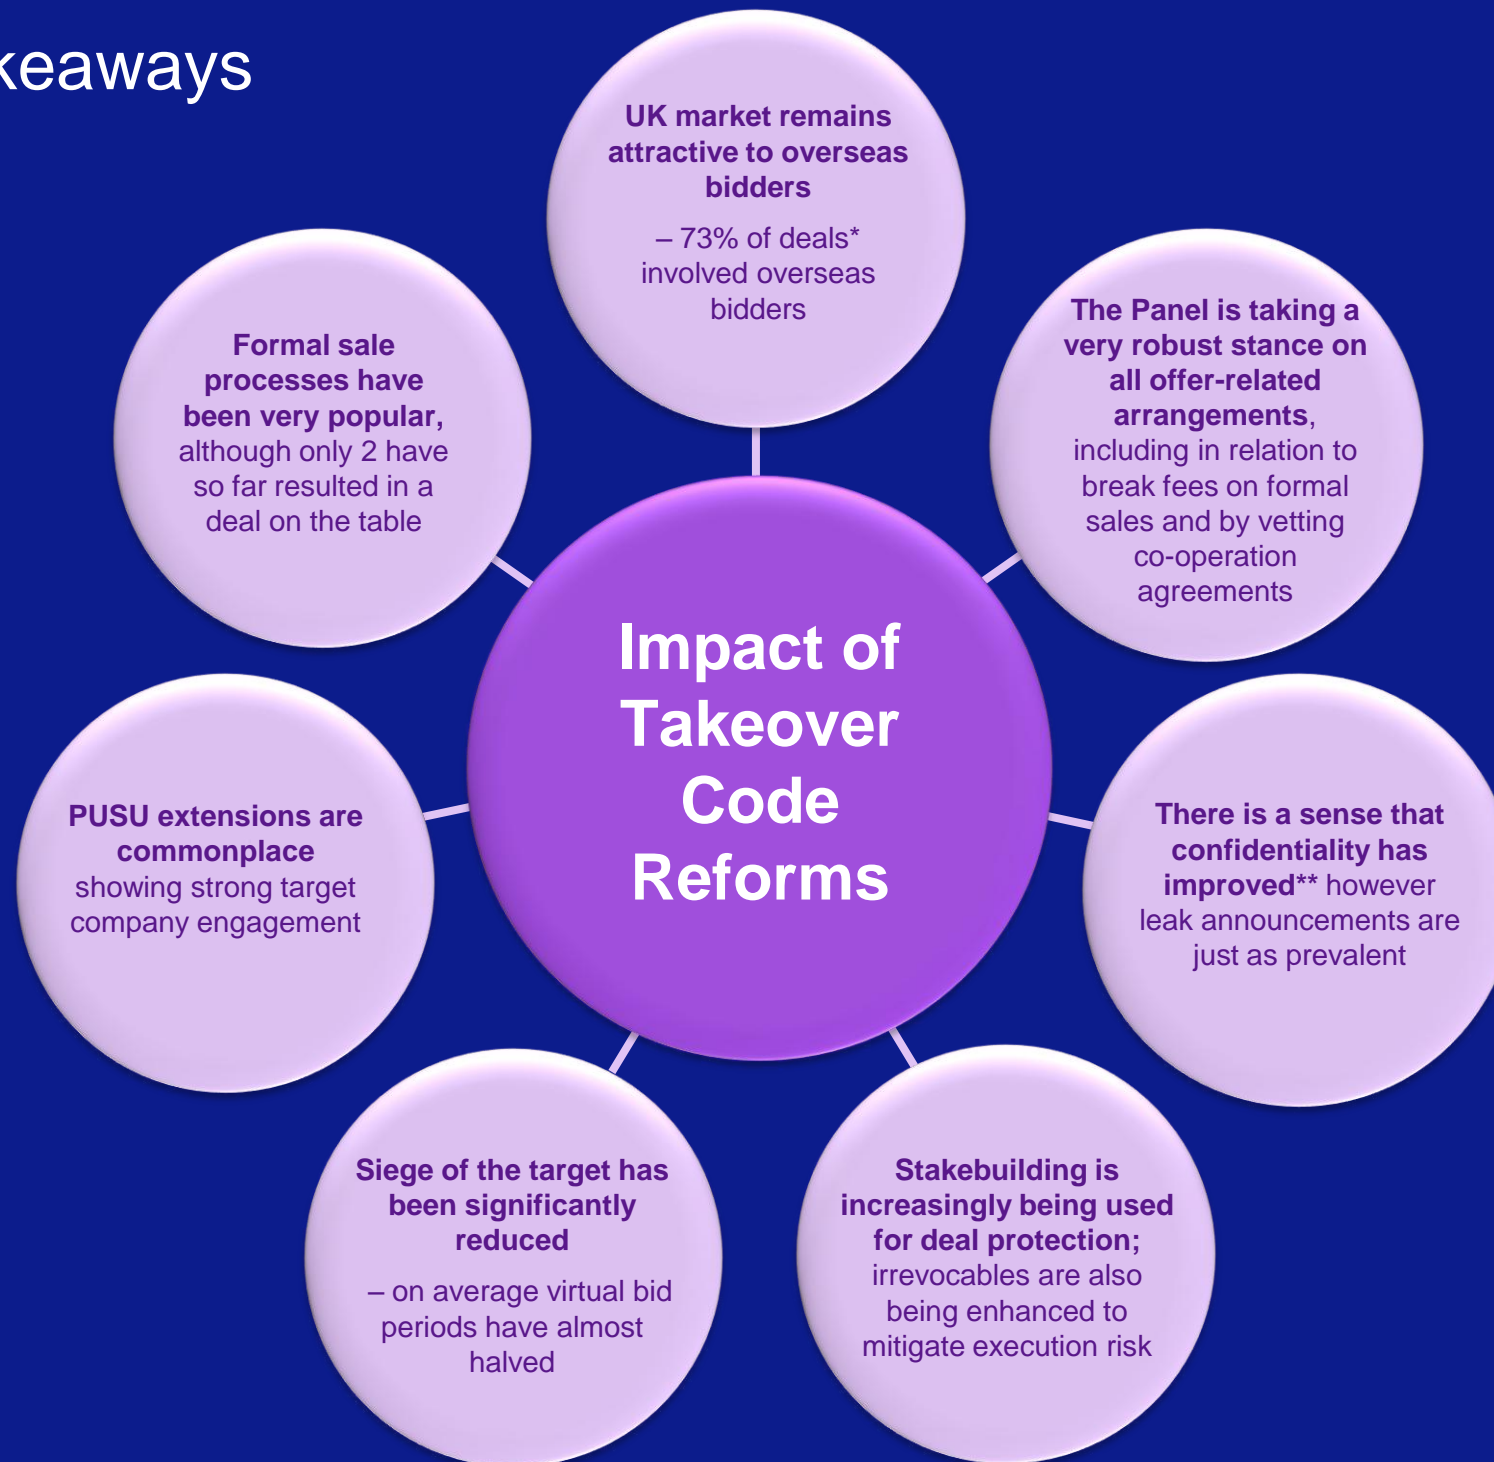 keaways
UK market remains
attractive to overseas
bidders
– 73% of deals*
involved overseas
bidders
The Panel is taking a
very robust stance on
all offer-related
arrangements,
including in relation to
break fees on formal
sales and by vetting
co-operation
agreements
There is a sense that
confidentiality has
improved** however
leak announcements are
just as prevalent
Stakebuilding is
increasingly being used
for deal protection;
irrevocables are also
being enhanced to
mitigate execution risk
Siege of the target has
been significantly
reduced
– on average virtual bid
periods have almost
halved
PUSU extensions are
commonplace
showing strong target
company engagement
Formal sale
processes have
been very popular,
although only 2 have
so far resulted in a
deal on the table
Impact of
Takeover
Code
Reforms